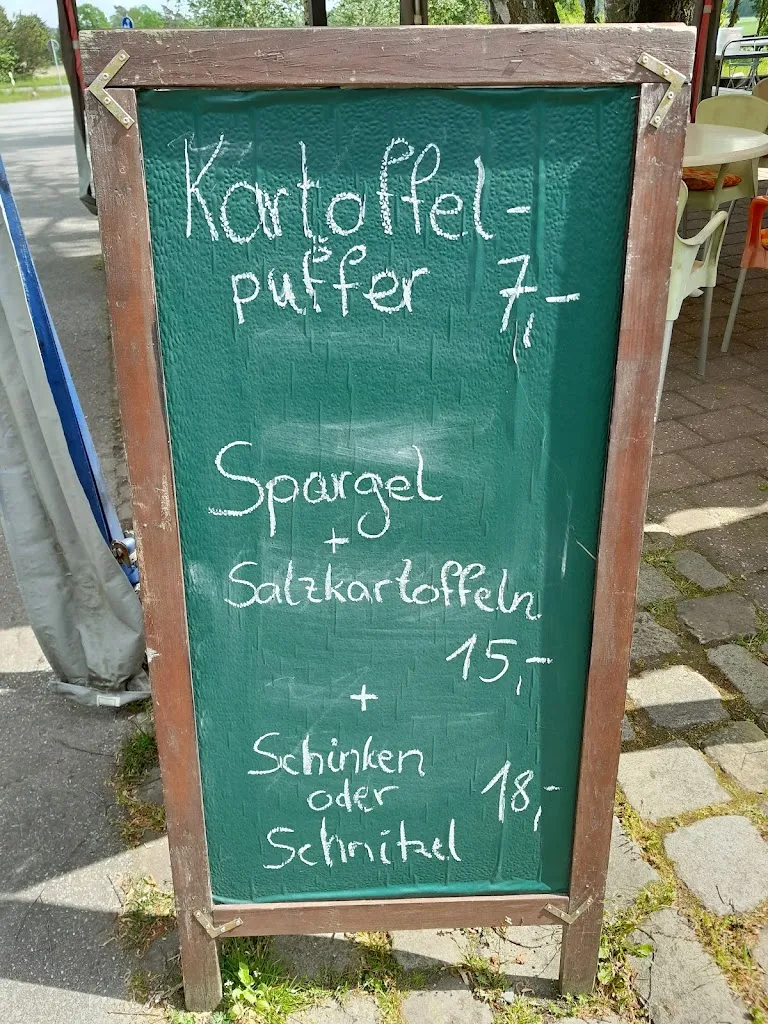 Kartoffel-
puffer 7,-
Spargel
+
Salzkartoffeln
15,-
+
Schinken
oder 18,-
Schnitzel